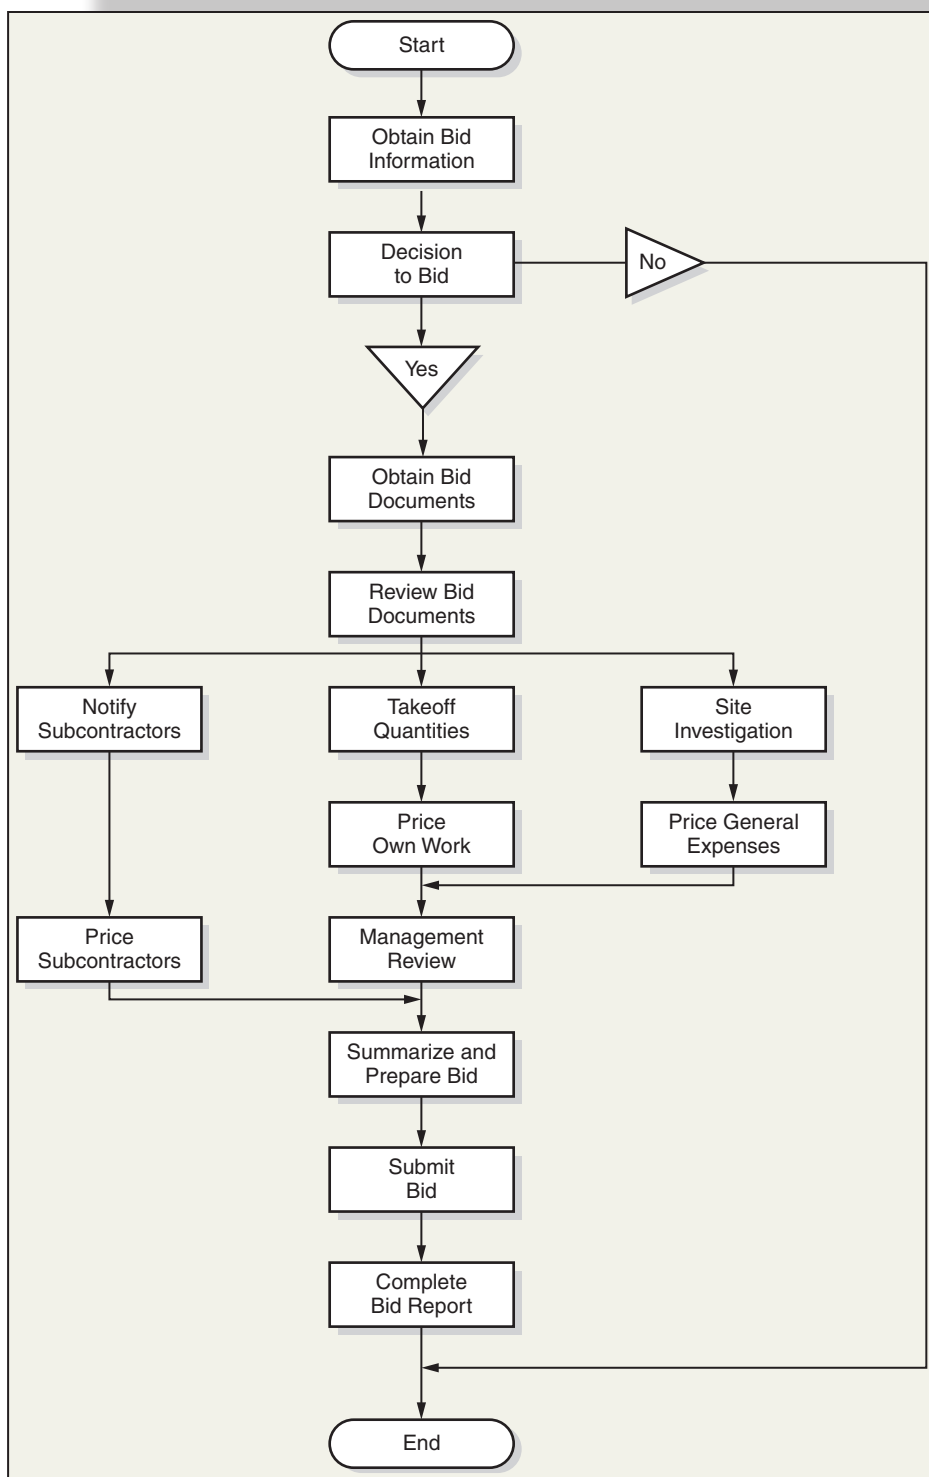 Start
Obtain Bid
Information
Decision
to Bid
No
Yes
Obtain Bid
Documents
Review Bid
Documents
Notify
Subcontractors
Takeoff
Quantities
Site
Investigation
Price
Own Work
Price General
Expenses
Price
Subcontractors
Management
Review
Summarize and
Prepare Bid
Submit
Bid
Complete
Bid Report
End